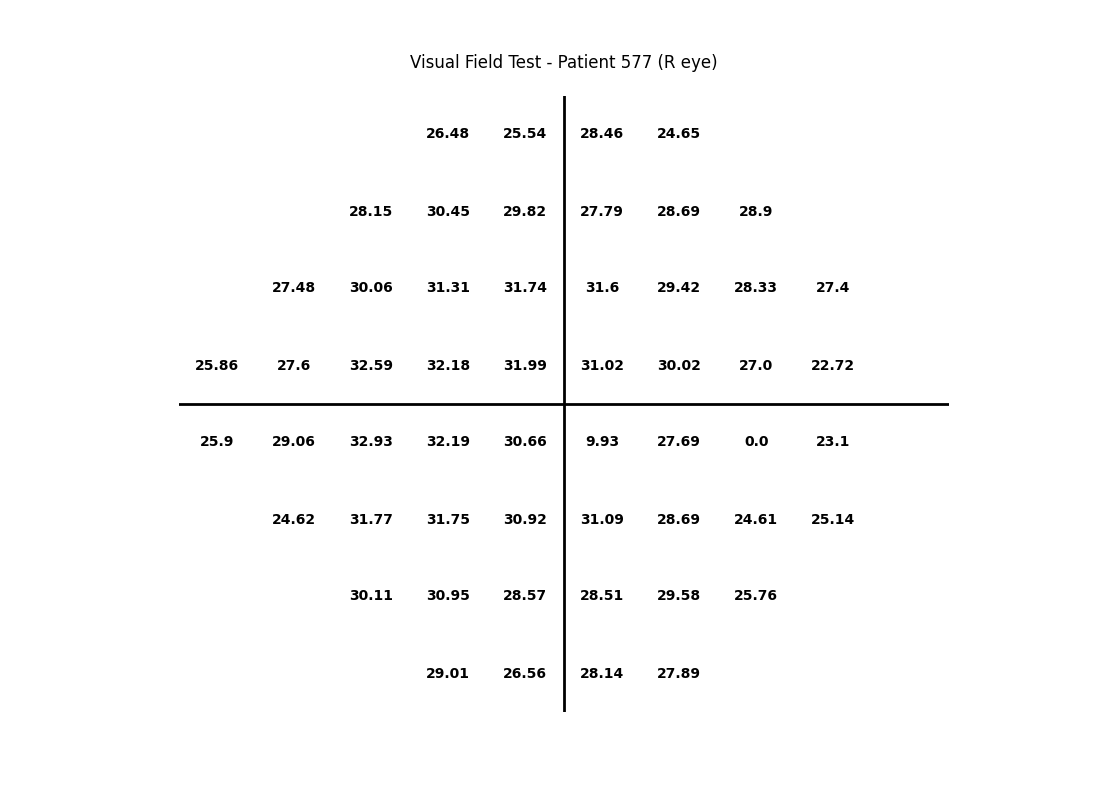 Visual Field Test - Patient 577 (R eye)
26.48 25.54 28.46 24.65
28.15 30.45 29.82 27.79 28.69 28.9
27.48 30.06 31.31 31.74 31.6 29.42 28.33 27.4
25.86 27.6 32.59 32.18 31.99 31.02 30.02 27.0 22.72
25.9 29.06 32.93 32.19 30.66 9.93 27.69 0.0 23.1
24.62 31.77 31.75 30.92 31.09 28.69 24.61 25.14
30.11 30.95 28.57 28.51 29.58 25.76
29.01 26.56 28.14 27.89